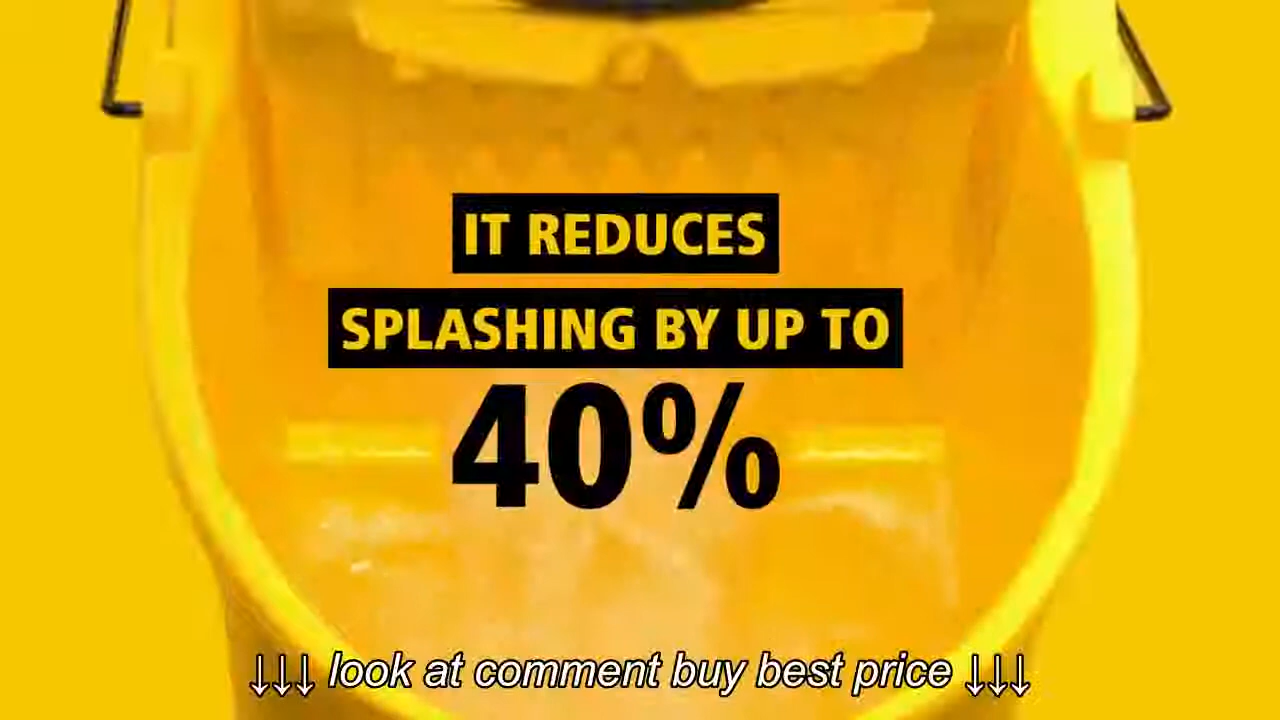 IT REDUCES
SPLASHING BY UP TO
40%
↓↓↓ look at comment buy best price ↓↓↓